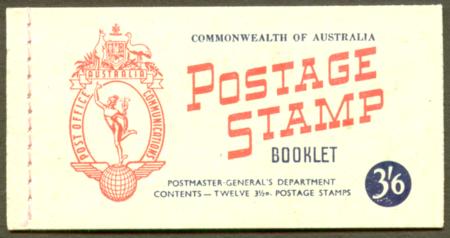 COMMONWEALTH OF AUSTRALIA
AUSTRALIA
POST OFFICE
COMMUNICATIONS
POSTAGE
STAMP
BOOKLET
POSTMASTER-GENERAL'S DEPARTMENT
CONTENTS — TWELVE 3½D. POSTAGE STAMPS
3'6